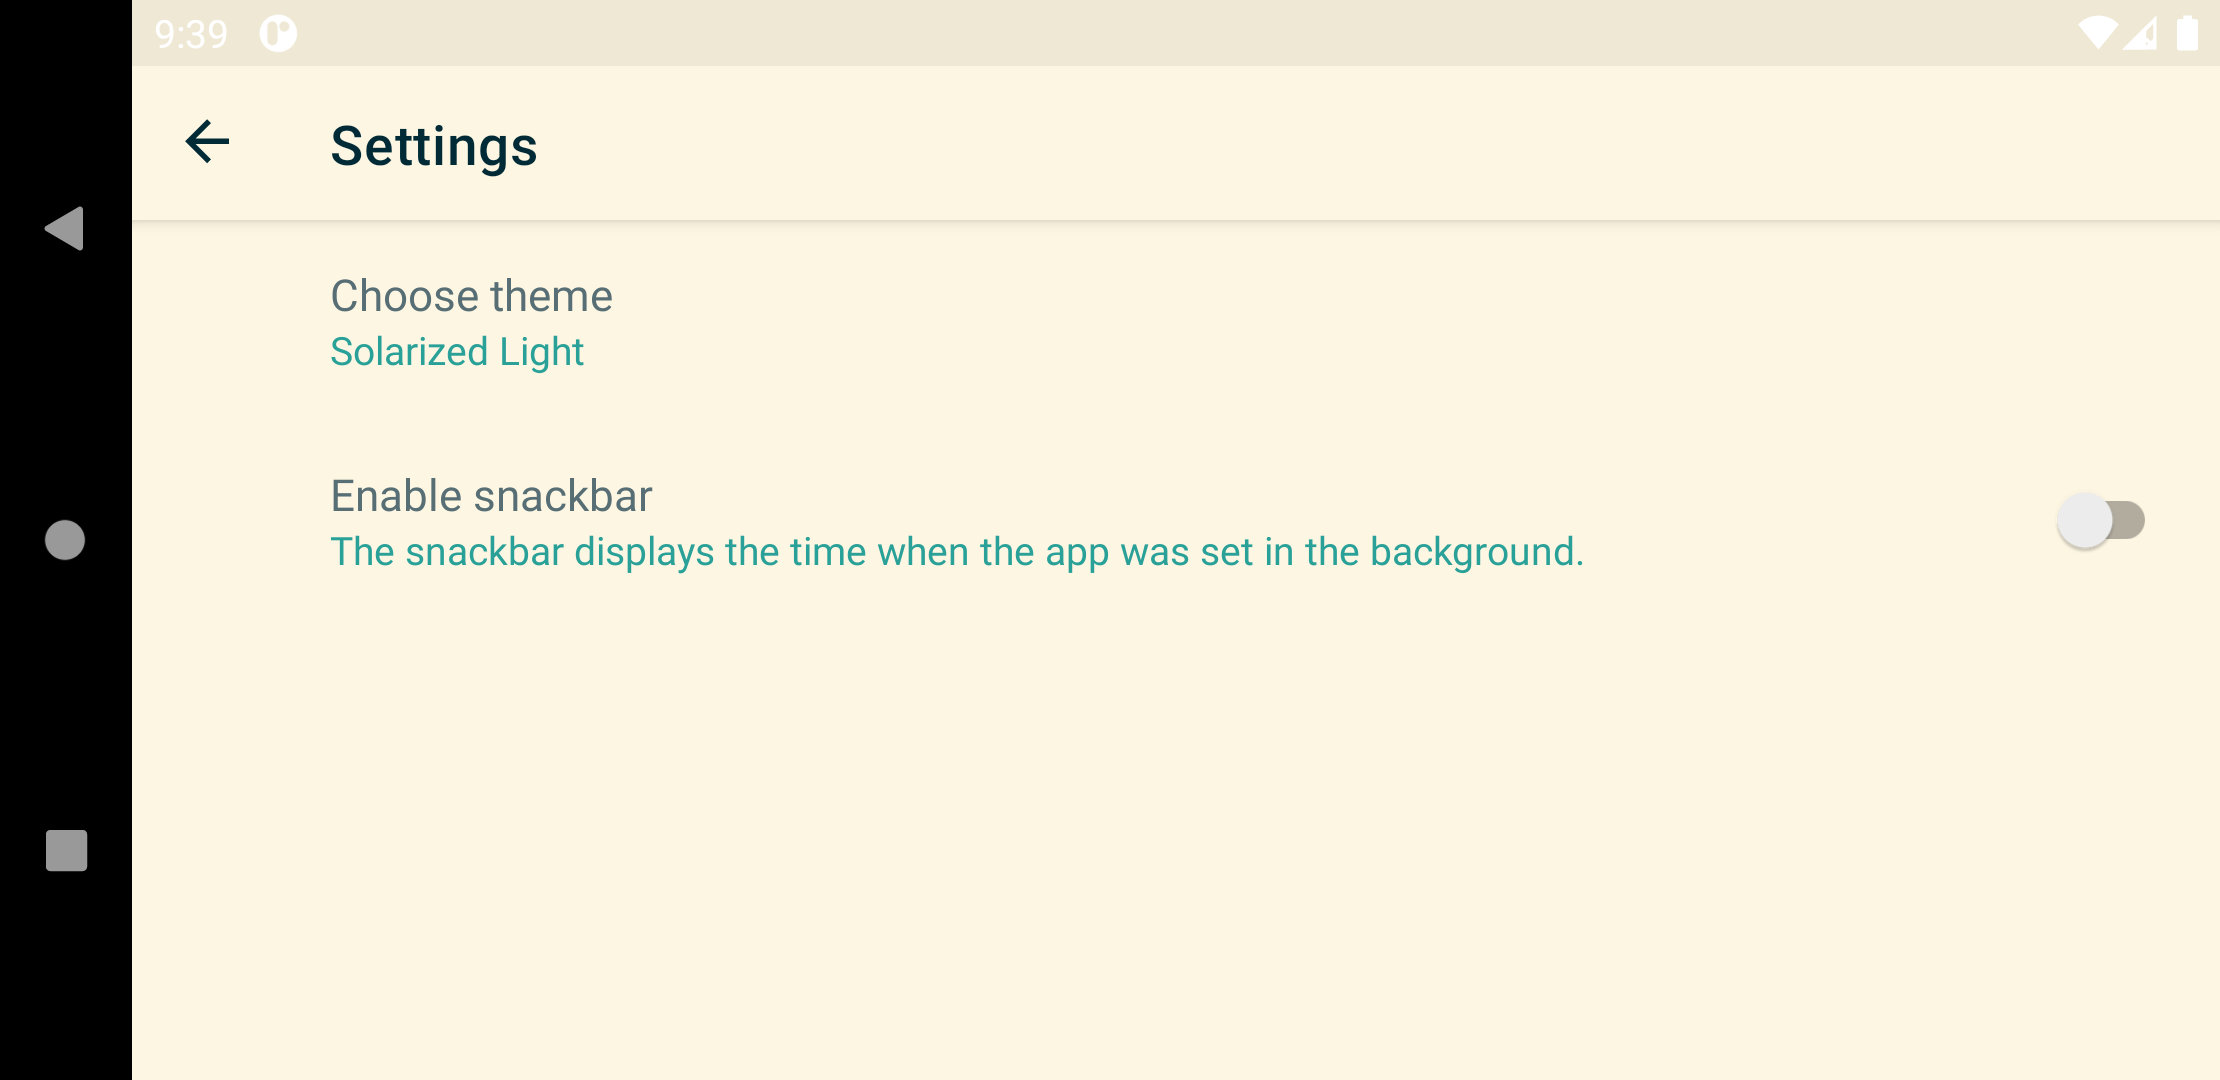 9:39
Settings
Choose theme
Solarized Light
Enable snackbar
The snackbar displays the time when the app was set in the background.